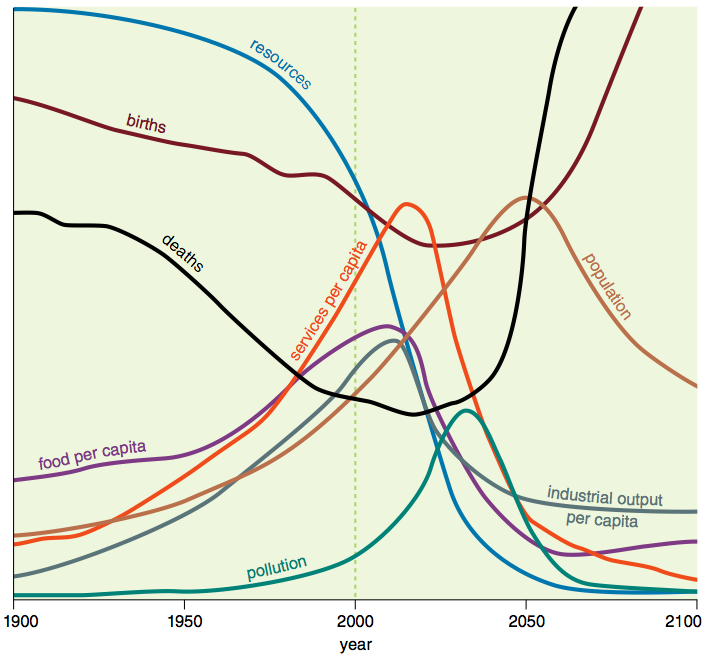 resources
births
deaths
services per capita
population
food per capita
industrial output
per capita
pollution
1900 1950 2000 2050 2100
year